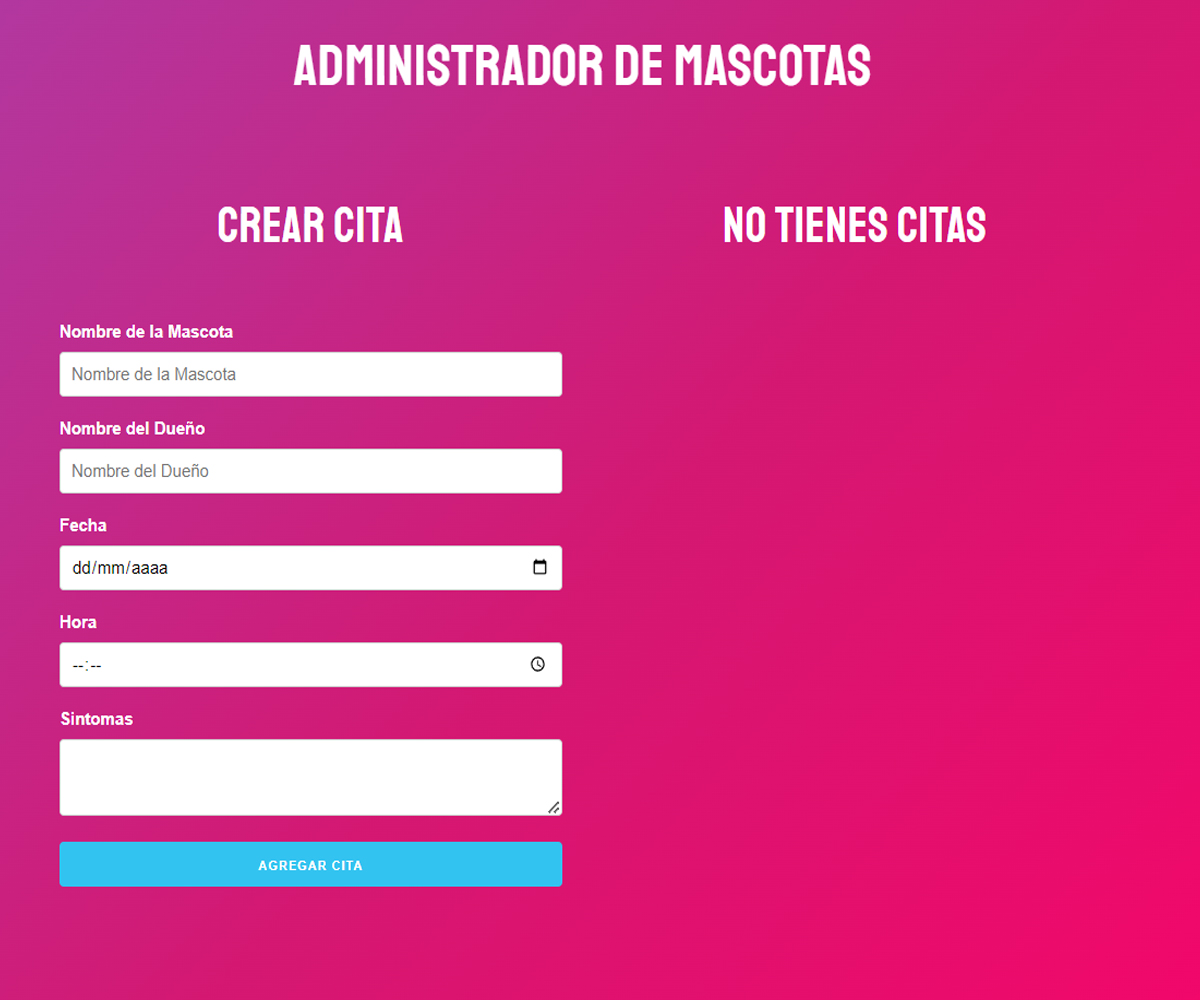 ADMINISTRADOR DE MASCOTAS
CREAR CITA
Nombre de la Mascota
Nombre de la Mascota
Nombre del Dueño
Nombre del Dueño
Fecha
dd/mm/aaaa
Hora
--:--
Sintomas
AGREGAR CITA
NO TIENES CITAS